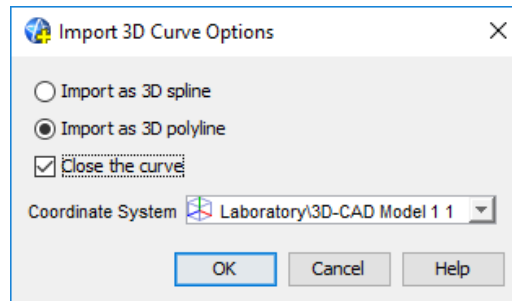 Import 3D Curve Options
Import as 3D spline
Import as 3D polyline
Close the curve
Coordinate System Laboratory\3D-CAD Model 1 1
OK Cancel Help